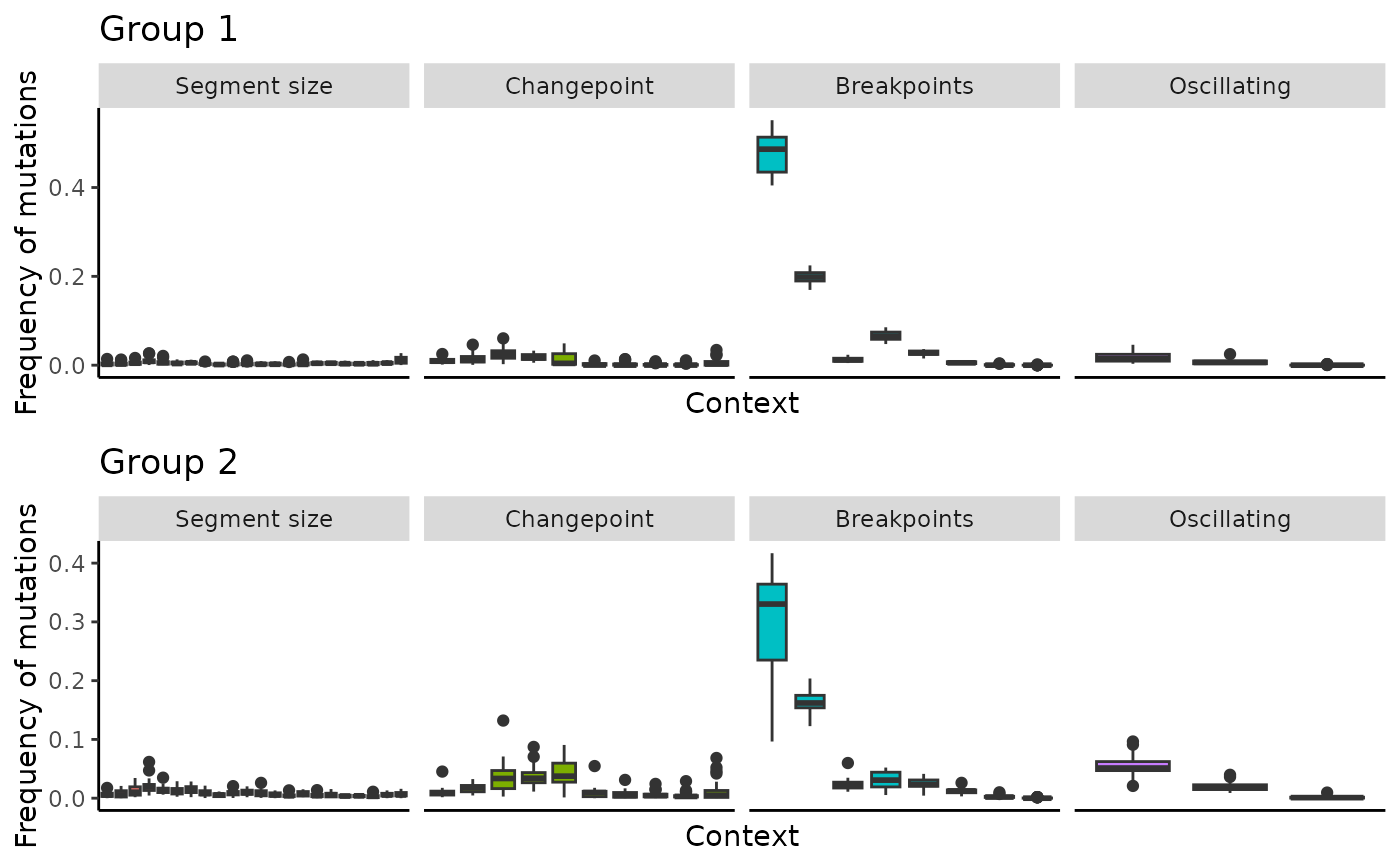 Group 1
Segment size Changepoint Breakpoints Oscillating
Frequency of mutations
0.4
0.2
0.0
Context
Group 2
Segment size Changepoint Breakpoints Oscillating
Frequency of mutations
0.4
0.3
0.2
0.1
0.0
Context